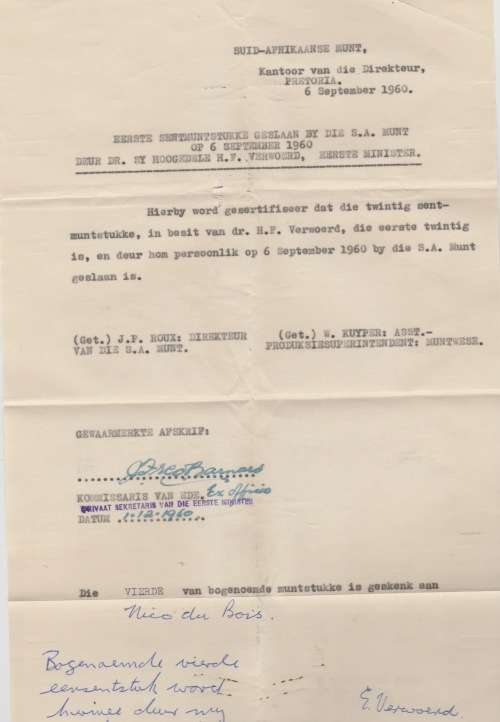 SUID-AFRIKAANSE MUNT,
Kantoor van die Direkteur,
PRETORIA.
6 September 1960.
EERSTE SENTMUNTSTUKKE GESLAAN BY DIE S.A. MUNT
OP 6 SEPTEMBER 1960
DEUR DR. SY HOOGEDELE H.F. VERWOERD, EERSTE MINISTER.
Hierby word gesertifiseer dat die twintig sent-
muntstukke, in besit van dr. H.F. Verwoerd, die eerste twintig
is, en deur hom persoonlik op 6 September 1960 by die S.A. Munt
geslaan is.
(Get.) J.P. ROUX: DIREKTEUR
VAN DIE S.A. MUNT.
(Get.) W. KUYPER: ASST.-
PRODUKSIESUPERINTENDENT: MUNTWESE.
GEWAARMERKTE AFSKRIF:
KOMMISSARIS VAN EDE. Ex Officio
PRIVAAT SEKRETARIS VAN DIE EERSTE MINISTER
DATUM 1-12-1960
Die VIERDE van bogenoemde muntstukke is geskenk aan
Nico du Bois.
Bogenoemde vierde
eensentstuk word
hiermee deur my
E. Verwoerd.